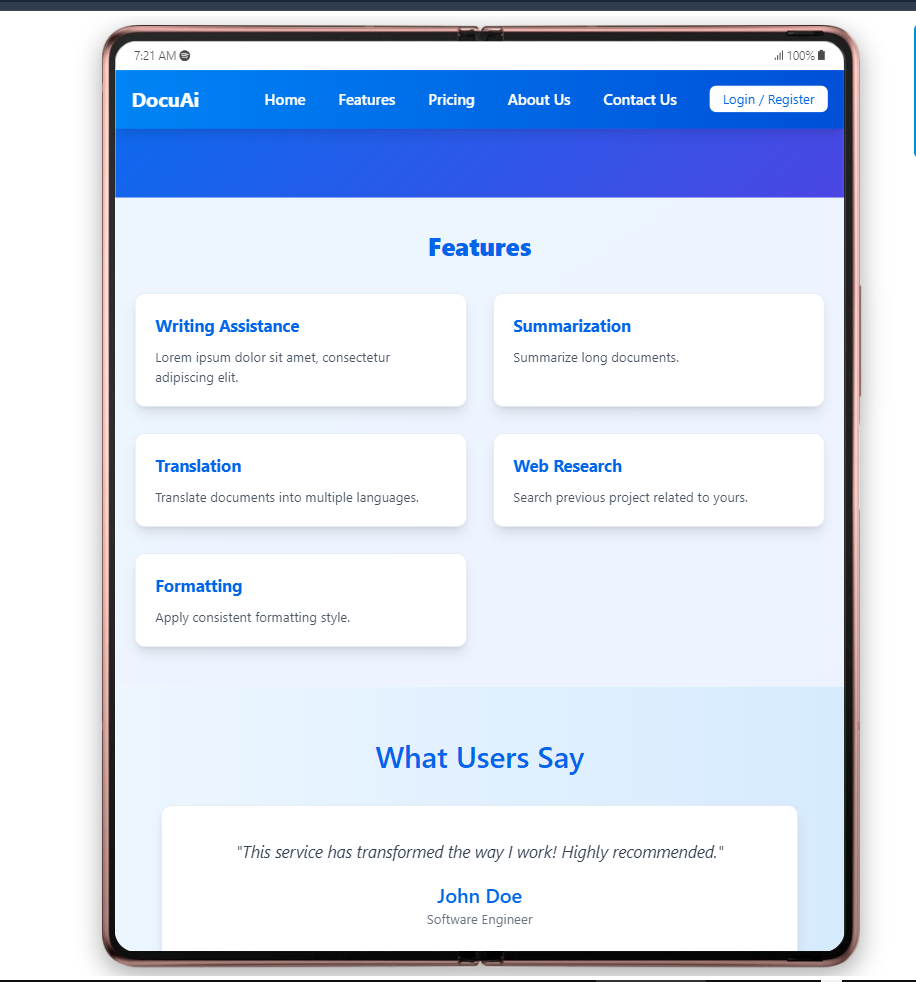 7:21 AM
100%
DocuAi Home Features Pricing About Us Contact Us Login / Register
Features
Writing Assistance
Lorem ipsum dolor sit amet, consectetur
adipiscing elit.
Summarization
Summarize long documents.
Translation
Translate documents into multiple languages.
Web Research
Search previous project related to yours.
Formatting
Apply consistent formatting style.
What Users Say
"This service has transformed the way I work! Highly recommended."
John Doe
Software Engineer